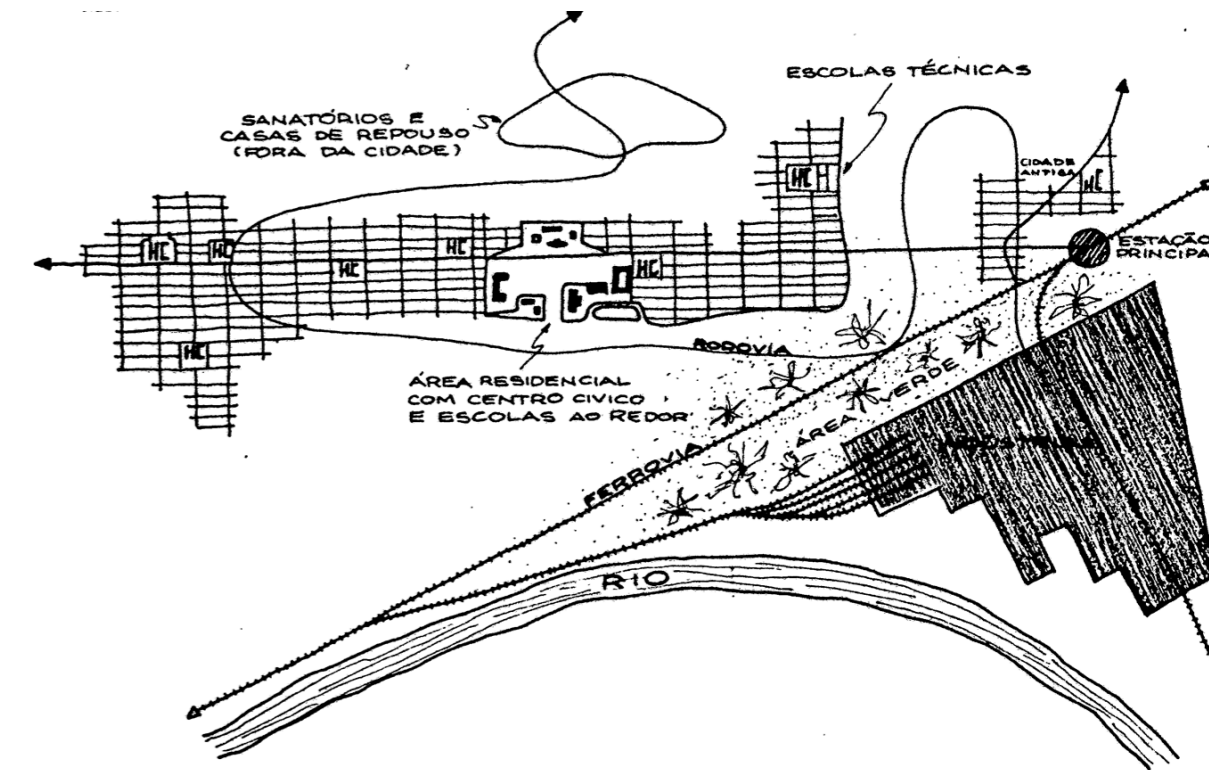 ESCOLAS TÉCNICAS
SANATÓRIOS E
CASAS DE REPOUSO
(FORA DA CIDADE)
CIDADE
ANTIGA
HC
HC
HC
HC
HC
HC
HC
HC
ESTAÇÃO
PRINCIPA
RODOVIA
ÁREA RESIDENCIAL
COM CENTRO CIVICO
E ESCOLAS AO REDOR
ÁREA VERDE
FERROVIA
RIO